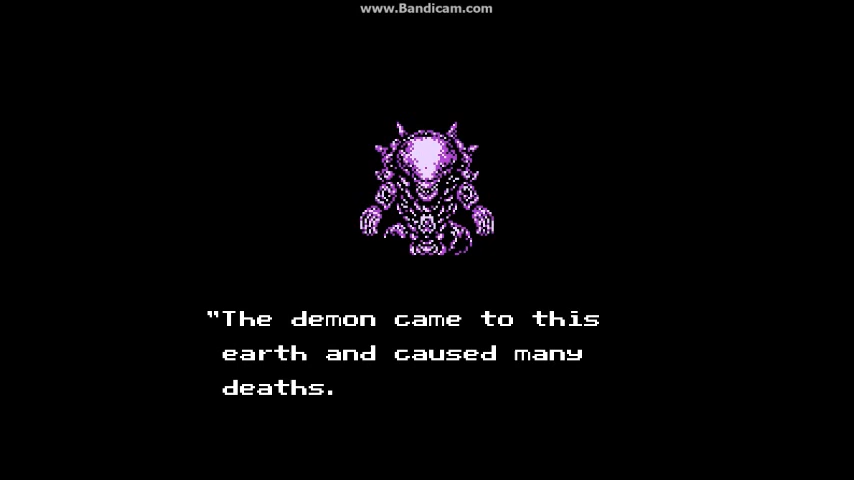 www.Bandicam.com
"The demon came to this
earth and caused many
deaths.